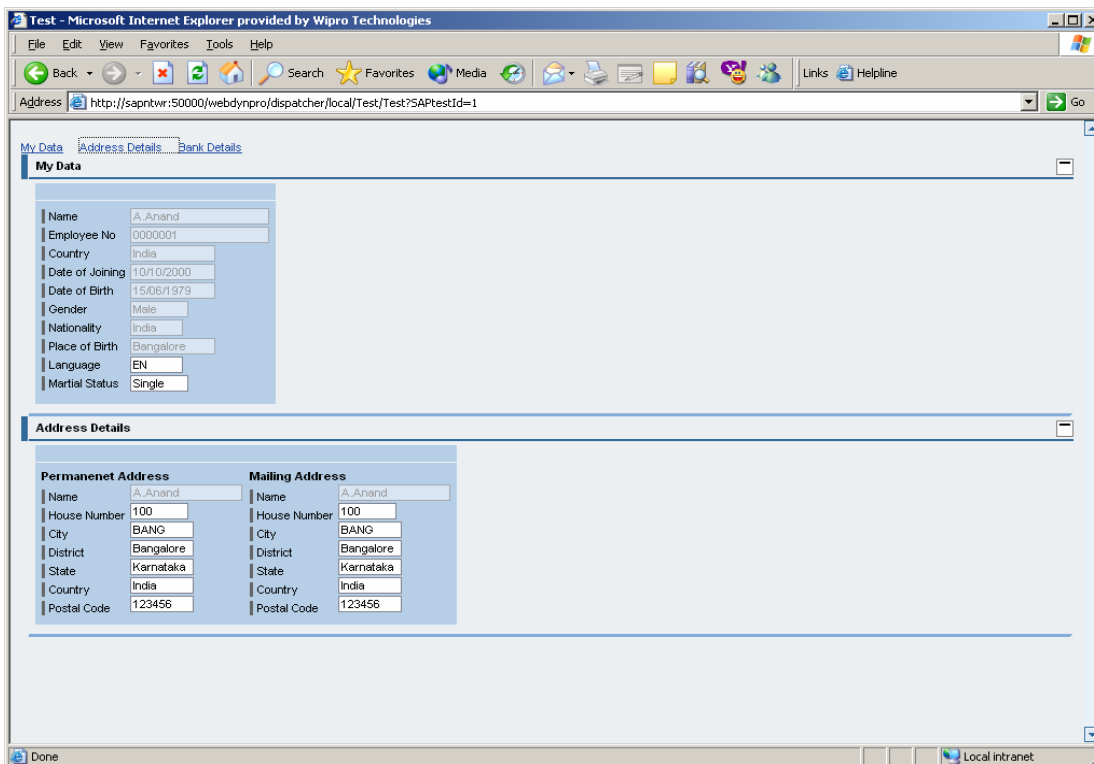 Test - Microsoft Internet Explorer provided by Wipro Technologies
File Edit View Favorites Tools Help
Back Search Favorites Media Links Helpline
Address http://sapntwr:50000/webdynpro/dispatcher/local/Test/Test?SAPtestId=1 Go
My Data Address Details Bank Details
My Data
Name A.Anand
Employee No 0000001
Country India
Date of Joining 10/10/2000
Date of Birth 15/06/1979
Gender Male
Nationality India
Place of Birth Bangalore
Language EN
Martial Status Single
Address Details
Permanenet Address Mailing Address
Name A.Anand Name A.Anand
House Number 100 House Number 100
City BANG City BANG
District Bangalore District Bangalore
State Karnataka State Karnataka
Country India Country India
Postal Code 123456 Postal Code 123456
Done Local intranet